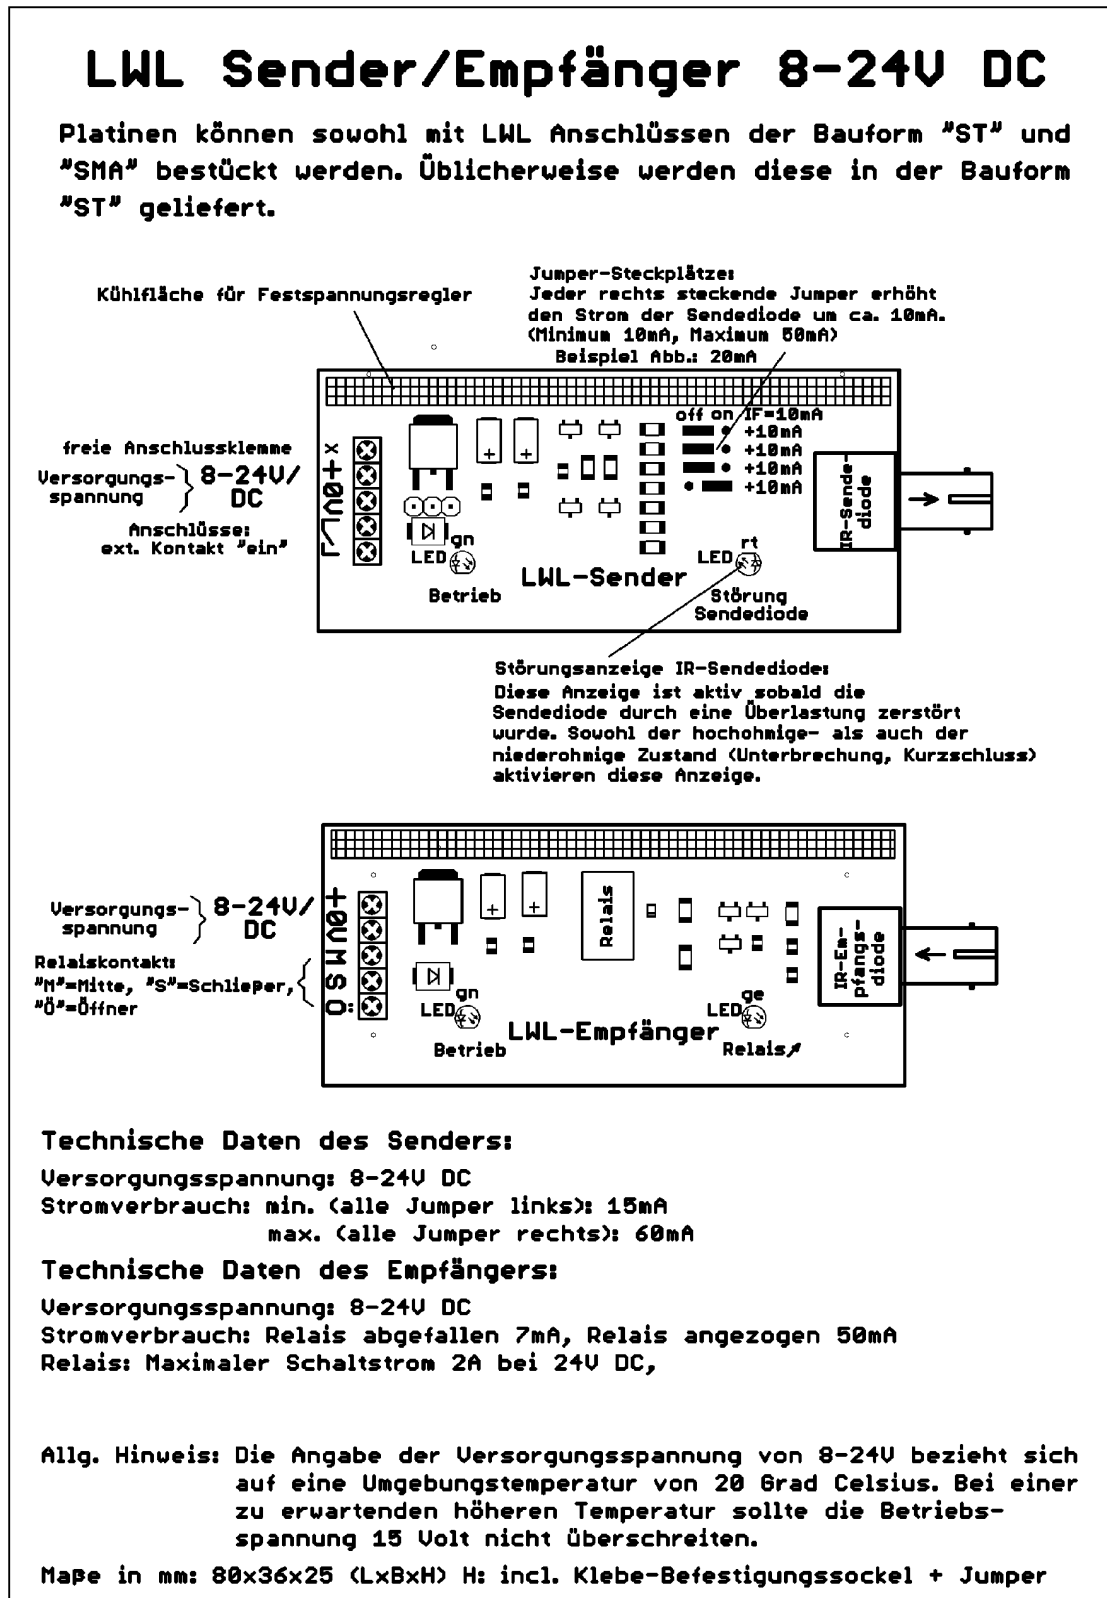 LWL Sender/Empfänger 8-24V DC
Platinen können sowohl mit LWL Anschlüssen der Bauform "ST" und
"SMA" bestückt werden. Üblicherweise werden diese in der Bauform
"ST" geliefert.
Kühlfläche für Festspannungsregler
Jumper-Steckplätze:
Jeder rechts steckende Jumper erhöht
den Strom der Sendediode um ca. 10mA.
(Minimum 10mA, Maximum 50mA)
Beispiel Abb.: 20mA
off on IF=10mA
+10mA
+10mA
+10mA
+10mA
freie Anschlussklemme
Versorgungs-
spannung
8-24V/
DC
Anschlüsse:
ext. Kontakt "ein"
x
+
0V
+
+
LED
gn
Betrieb
LWL-Sender
LED
rt
Störung
Sendediode
IR-Sende-
diode
Störungsanzeige IR-Sendediode:
Diese Anzeige ist aktiv sobald die
Sendediode durch eine Überlastung zerstört
wurde. Sowohl der hochohmige- als auch der
niederohmige Zustand (Unterbrechung, Kurzschluss)
aktivieren diese Anzeige.
Versorgungs-
spannung
8-24V/
DC
Relaiskontakt:
"M"=Mitte, "S"=Schließer,
"Ö"=Öffner
+
0V
M
S
Ö
+
+
Relais
LED
gn
Betrieb
LWL-Empfänger
LED
ge
Relais
IR-Em-
pfangs-
diode
Technische Daten des Senders:
Versorgungsspannung: 8-24V DC
Stromverbrauch: min. (alle Jumper links): 15mA
max. (alle Jumper rechts): 60mA
Technische Daten des Empfängers:
Versorgungsspannung: 8-24V DC
Stromverbrauch: Relais abgefallen 7mA, Relais angezogen 50mA
Relais: Maximaler Schaltstrom 2A bei 24V DC,
Allg. Hinweis: Die Angabe der Versorgungsspannung von 8-24V bezieht sich
auf eine Umgebungstemperatur von 20 Grad Celsius. Bei einer
zu erwartenden höheren Temperatur sollte die Betriebs-
spannung 15 Volt nicht überschreiten.
Maße in mm: 80x36x25 (LxBxH) H: incl. Klebe-Befestigungssockel + Jumper